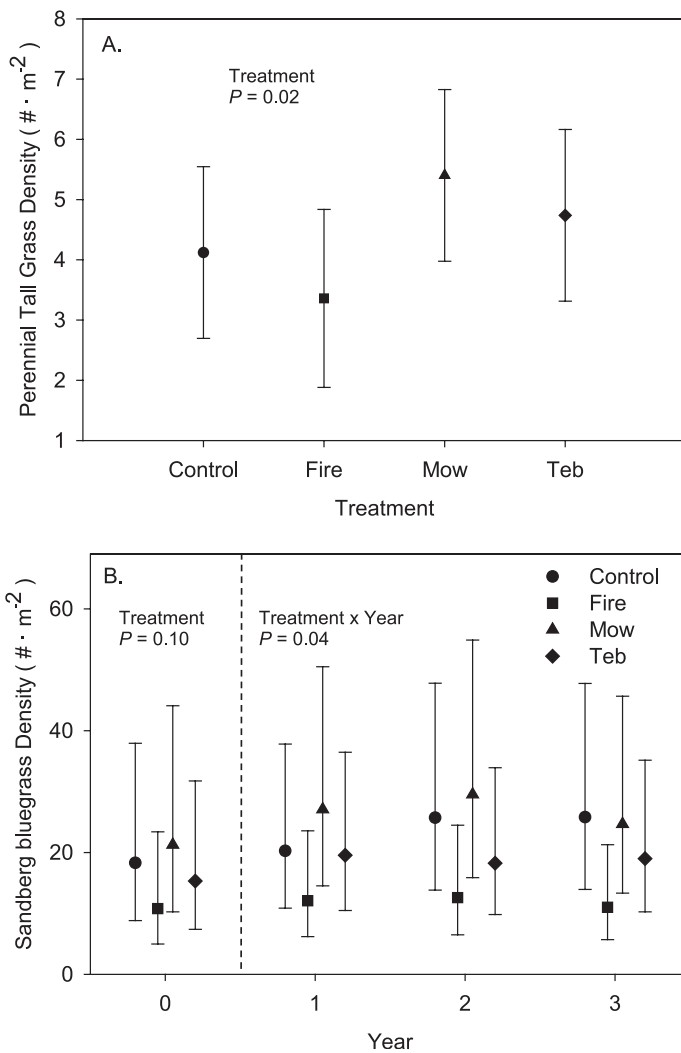 A.
Treatment
P = 0.02
Perennial Tall Grass Density ( # · m-2)
8
7
6
5
4
3
2
1
Control Fire Mow Teb
Treatment
B.
Treatment
P = 0.10
Treatment x Year
P = 0.04
Control
Fire
Mow
Teb
Sandberg bluegrass Density ( # · m-2)
60
40
20
0
0 1 2 3
Year